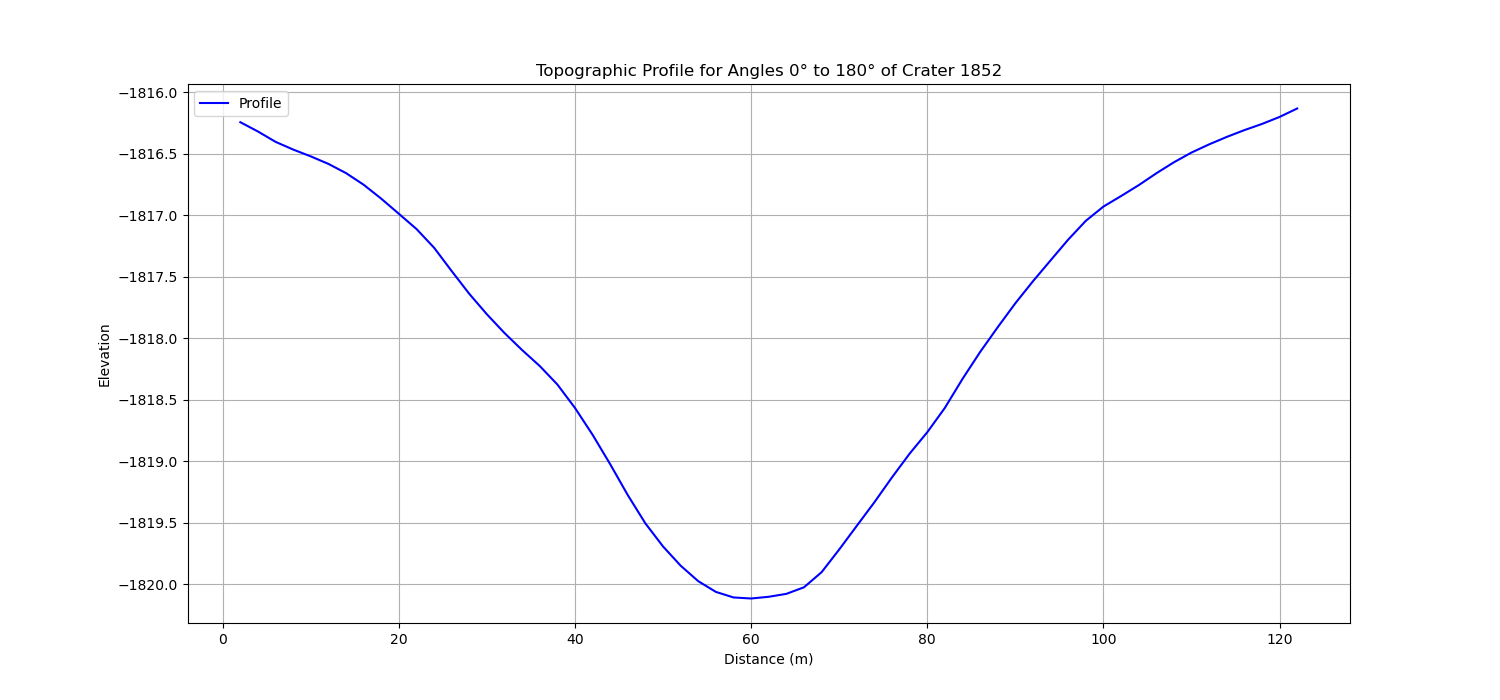 Topographic Profile for Angles 0° to 180° of Crater 1852
Profile
−1816.0
−1816.5
−1817.0
−1817.5
−1818.0
−1818.5
−1819.0
−1819.5
−1820.0
Elevation
0 20 40 60 80 100 120
Distance (m)